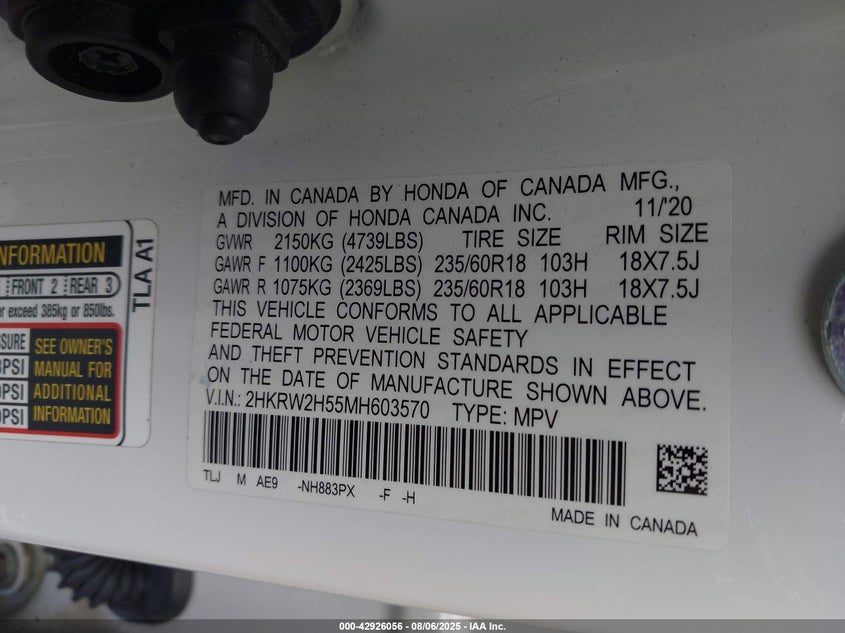 MFD. IN CANADA BY HONDA OF CANADA MFG.,
A DIVISION OF HONDA CANADA INC. 11/'20
GVWR 2150KG (4739LBS) TIRE SIZE RIM SIZE
GAWR F 1100KG (2425LBS) 235/60R18 103H 18X7.5J
GAWR R 1075KG (2369LBS) 235/60R18 103H 18X7.5J
THIS VEHICLE CONFORMS TO ALL APPLICABLE
FEDERAL MOTOR VEHICLE SAFETY
AND THEFT PREVENTION STANDARDS IN EFFECT
ON THE DATE OF MANUFACTURE SHOWN ABOVE.
V.I.N.: 2HKRW2H55MH603570 TYPE: MPV
TLJ M AE9 -NH883PX -F -H
MADE IN CANADA
TLA A1
INFORMATION
FRONT 2 REAR 3
exceed 385kg or 850lbs.
SEE OWNER'S
MANUAL FOR
ADDITIONAL
INFORMATION
000-42926056 - 08/06/2025 - IAA Inc.